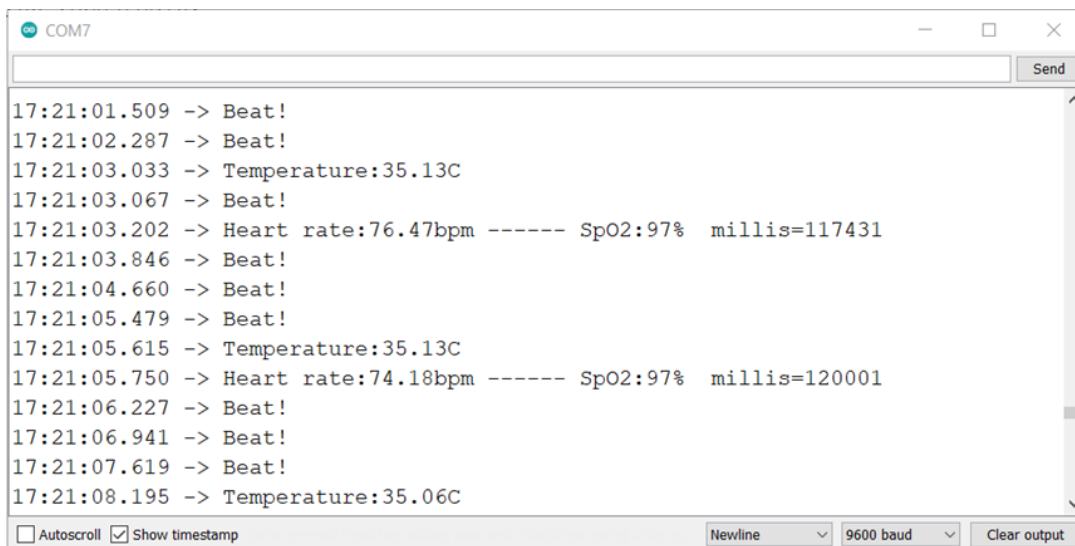 COM7
Send
17:21:01.509 -> Beat!
17:21:02.287 -> Beat!
17:21:03.033 -> Temperature:35.13C
17:21:03.067 -> Beat!
17:21:03.202 -> Heart rate:76.47bpm ------ SpO2:97%  millis=117431
17:21:03.846 -> Beat!
17:21:04.660 -> Beat!
17:21:05.479 -> Beat!
17:21:05.615 -> Temperature:35.13C
17:21:05.750 -> Heart rate:74.18bpm ------ SpO2:97%  millis=120001
17:21:06.227 -> Beat!
17:21:06.941 -> Beat!
17:21:07.619 -> Beat!
17:21:08.195 -> Temperature:35.06C
Autoscroll Show timestamp Newline 9600 baud Clear output